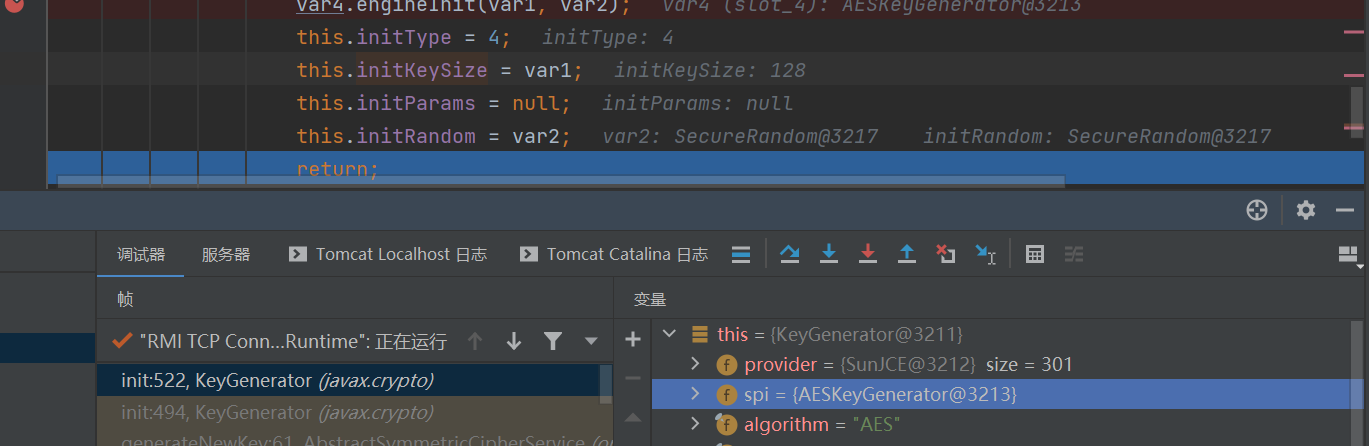 var4.engineInit(var1, var2);   var4 (slot_4): AESKeyGenerator@3213
this.initType = 4;   initType: 4
this.initKeySize = var1;   initKeySize: 128
this.initParams = null;   initParams: null
this.initRandom = var2;   var2: SecureRandom@3217   initRandom: SecureRandom@3217
return;
调试器 服务器 Tomcat Localhost 日志 Tomcat Catalina 日志
帧 变量
"RMI TCP Conn...Runtime": 正在运行
this = {KeyGenerator@3211}
provider = {SunJCE@3212} size = 301
init:522, KeyGenerator (javax.crypto)
spi = {AESKeyGenerator@3213}
init:494, KeyGenerator (javax.crypto)
algorithm = "AES"
generateNewKey:61, AbstractSymmetricCipherService